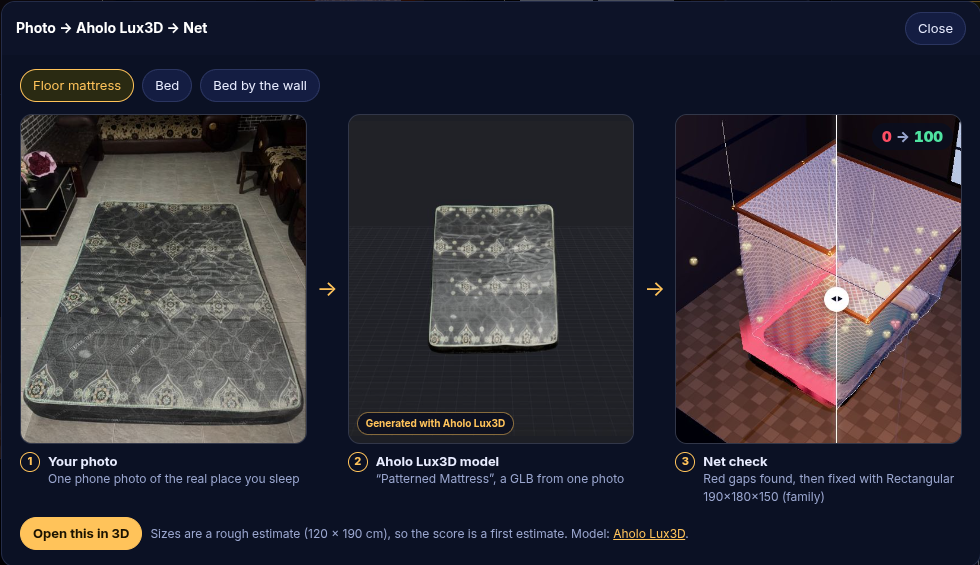 Photo → Aholo Lux3D → Net
Close
Floor mattress
Bed
Bed by the wall
0 → 100
Generated with Aholo Lux3D
1 Your photo
One phone photo of the real place you sleep
2 Aholo Lux3D model
“Patterned Mattress”, a GLB from one photo
3 Net check
Red gaps found, then fixed with Rectangular
190×180×150 (family)
Open this in 3D
Sizes are a rough estimate (120 × 190 cm), so the score is a first estimate. Model: Aholo Lux3D.